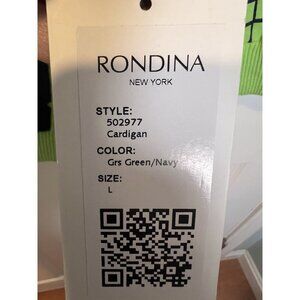 RONDINA
NEW YORK
STYLE:
502977
Cardigan
COLOR:
Grs Green/Navy
SIZE:
L